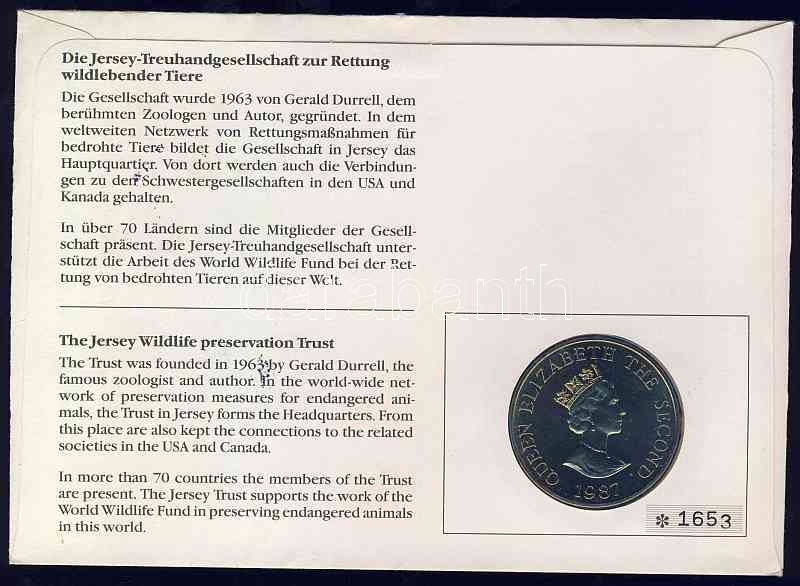 Die Jersey-Treuhandgesellschaft zur Rettung
wildlebender Tiere
Die Gesellschaft wurde 1963 von Gerald Durrell, dem
berühmten Zoologen und Autor, gegründet. In dem
weltweiten Netzwerk von Rettungsmaßnahmen für
bedrohte Tiere bildet die Gesellschaft in Jersey das
Hauptquartier. Von dort werden auch die Verbindun-
gen zu den Schwestergesellschaften in den USA und
Kanada gehalten.
In über 70 Ländern sind die Mitglieder der Gesell-
schaft präsent. Die Jersey-Treuhandgesellschaft unter-
stützt die Arbeit des World Wildlife Fund bei der Ret-
tung von bedrohten Tieren auf dieser Welt.
darabanth
The Jersey Wildlife preservation Trust
The Trust was founded in 1963 by Gerald Durrell, the
famous zoologist and author. In the world-wide net-
work of preservation measures for endangered ani-
mals, the Trust in Jersey forms the Headquarters. From
this place are also kept the connections to the related
societies in the USA and Canada.
In more than 70 countries the members of the Trust
are present. The Jersey Trust supports the work of the
World Wildlife Fund in preserving endangered animals
in this world.
QUEEN ELIZABETH THE SECOND
1987
✻ 1653